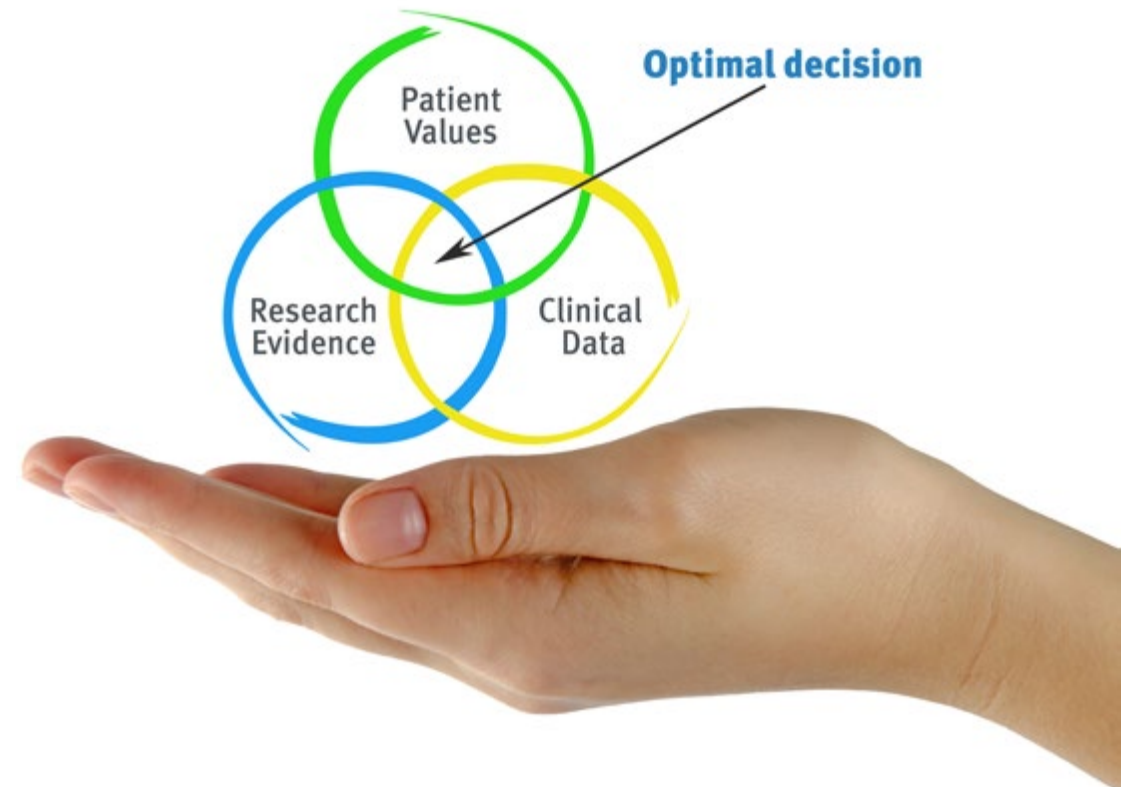 Optimal decision
Patient
Values
Research
Evidence
Clinical
Data